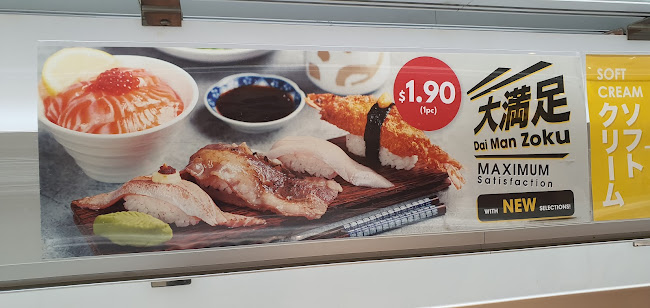 $1.90
(1pc)
大満足
Dai Man Zoku
MAXIMUM
Satisfaction
WITH NEW SELECTIONS!
SOFT
CREAM
ソフト
クリーム